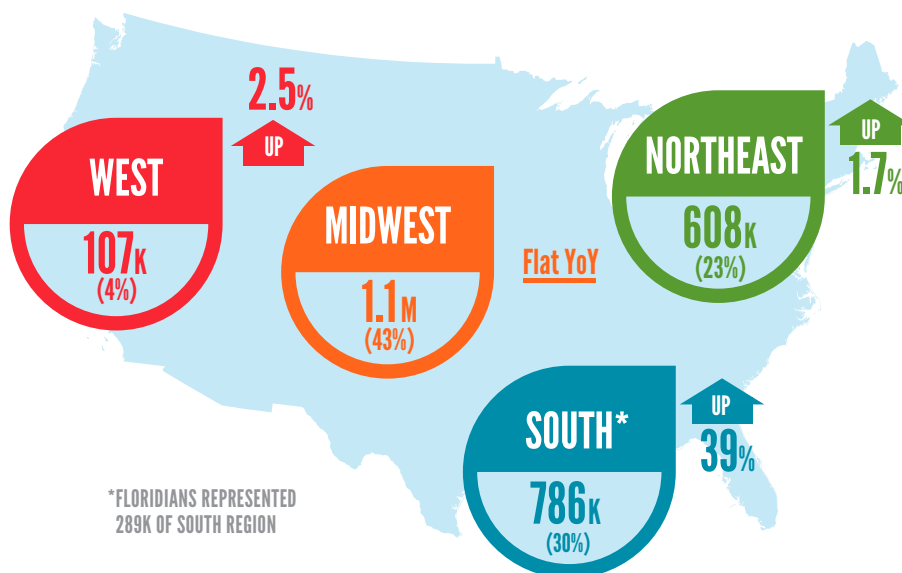 2.5%
UP
WEST
107K
(4%)
MIDWEST
1.1M
(43%)
Flat YoY
NORTHEAST
608K
(23%)
UP
1.7%
SOUTH*
786K
(30%)
UP
39%
*FLORIDIANS REPRESENTED
289K OF SOUTH REGION